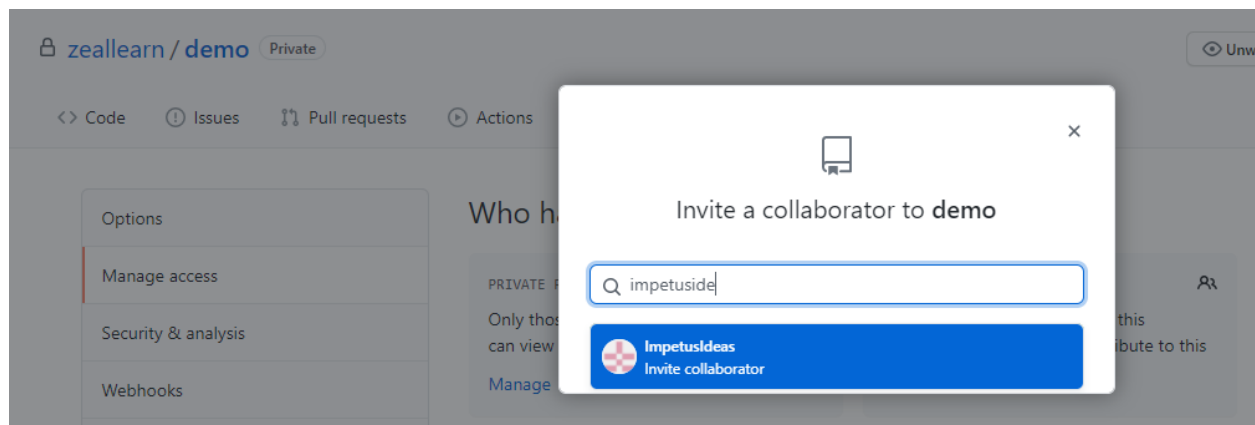 zeallearn / demo Private
Unw
Code Issues Pull requests Actions
Options
Manage access
Security & analysis
Webhooks
Who h
PRIVATE
Only thos
can view
Manage
this
ibute to this
Invite a collaborator to demo
impetuside
ImpetusIdeas
Invite collaborator